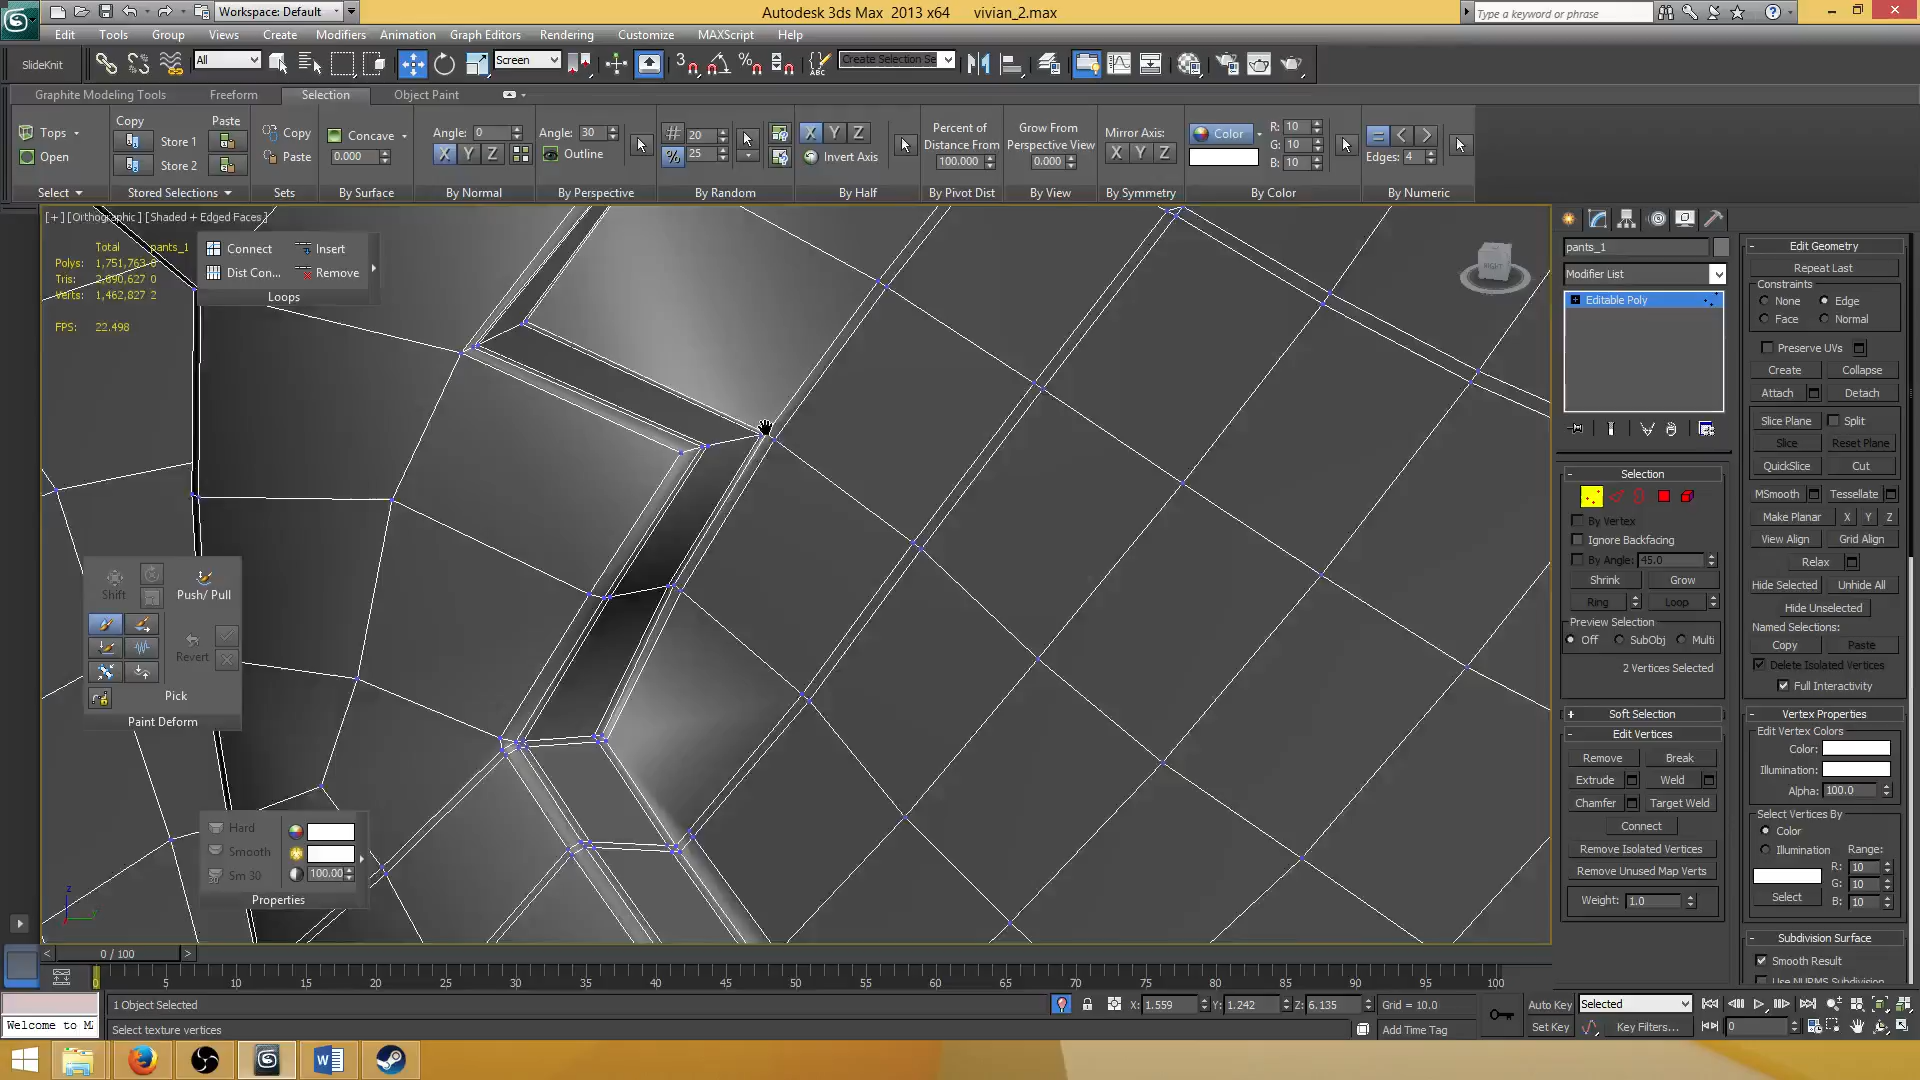 Workspace: Default
Autodesk 3ds Max 2013 x64 vivian_2.max
Type a keyword or phrase
Edit Tools Group Views Create Modifiers Animation Graph Editors Rendering Customize MAXScript Help
SlideKnit
All
Screen
Create Selection Se
Graphite Modeling Tools Freeform Selection Object Paint
Tops
Open
Select
Copy Paste
Store 1
Store 2
Stored Selections
Copy
Paste
Sets
Concave
0.000
By Surface
Angle: 0
X Y Z
By Normal
Angle: 30
Outline
By Perspective
# 20
% 25
By Random
X Y Z
Invert Axis
By Half
Percent of
Distance From
100.000
By Pivot Dist
Grow From
Perspective View
0.000
By View
Mirror Axis:
X Y Z
By Symmetry
Color
R: 10
G: 10
B: 10
By Color
= < >
Edges: 4
By Numeric
[+] [Orthographic] [Shaded + Edged Faces]
Total pants_1
Verts: 1,462,827 2
FPS: 22.498
Connect Insert
Dist Con... Remove
Loops
RIGHT
Shift
Push/ Pull
Revert
Pick
Paint Deform
Hard
Smooth
Sm 30
100.00
Properties
z
pants_1
Modifier List
Editable Poly
Selection
By Vertex
Ignore Backfacing
By Angle: 45.0
Shrink Grow
Ring Loop
Preview Selection
Off SubObj Multi
2 Vertices Selected
Soft Selection
Edit Vertices
Remove Break
Extrude Weld
Chamfer Target Weld
Connect
Remove Isolated Vertices
Remove Unused Map Verts
Weight: 1.0
Edit Geometry
Repeat Last
Constraints
None Edge
Face Normal
Preserve UVs
Create Collapse
Attach Detach
Slice Plane Split
Slice Reset Plane
QuickSlice Cut
MSmooth Tessellate
Make Planar X Y Z
View Align Grid Align
Relax
Hide Selected Unhide All
Hide Unselected
Named Selections:
Copy Paste
Delete Isolated Vertices
Full Interactivity
Vertex Properties
Edit Vertex Colors
Color:
Illumination:
Alpha: 100.0
Select Vertices By
Color
Illumination Range:
R: 10
G: 10
Select B: 10
Subdivision Surface
Smooth Result
Use NURMS Subdivision
< 0 / 100 >
0 5 10 15 20 25 30 35 40 45 50 55 60 65 70 75 80 85 90 95 100
1 Object Selected
X: 1.559 Y: 1.242 Z: 6.135 Grid = 10.0
Auto Key Selected
Welcome to M
Select texture vertices
Add Time Tag
Set Key Key Filters... 0